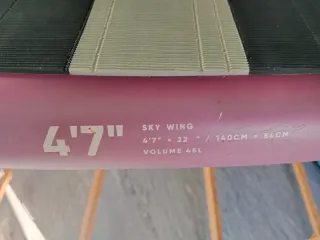 4'7"
SKY WING
4'7" × 22" / 140CM × 56CM
VOLUME 48L